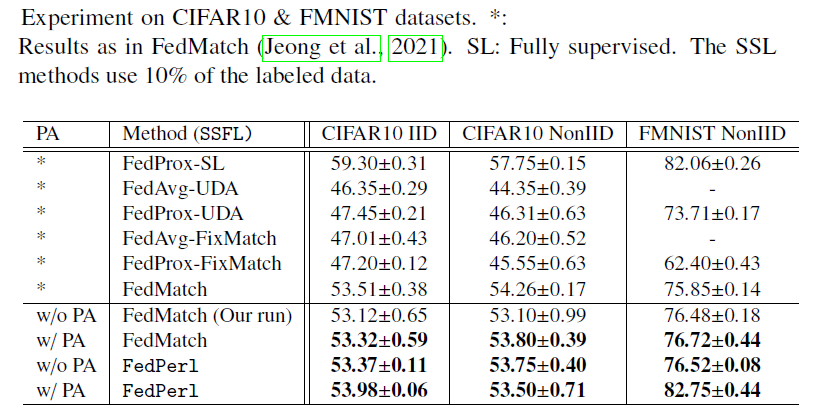 Experiment on CIFAR10 & FMNIST datasets. *:
Results as in FedMatch (Jeong et al., 2021). SL: Fully supervised. The SSL
methods use 10% of the labeled data.
PA Method (SSFL) CIFAR10 IID CIFAR10 NonIID FMNIST NonIID
* FedProx-SL 59.30±0.31 57.75±0.15 82.06±0.26
* FedAvg-UDA 46.35±0.29 44.35±0.39 -
* FedProx-UDA 47.45±0.21 46.31±0.63 73.71±0.17
* FedAvg-FixMatch 47.01±0.43 46.20±0.52 -
* FedProx-FixMatch 47.20±0.12 45.55±0.63 62.40±0.43
* FedMatch 53.51±0.38 54.26±0.17 75.85±0.14
w/o PA FedMatch (Our run) 53.12±0.65 53.10±0.99 76.48±0.18
w/ PA FedMatch 53.32±0.59 53.80±0.39 76.72±0.44
w/o PA FedPerl 53.37±0.11 53.75±0.40 76.52±0.08
w/ PA FedPerl 53.98±0.06 53.50±0.71 82.75±0.44